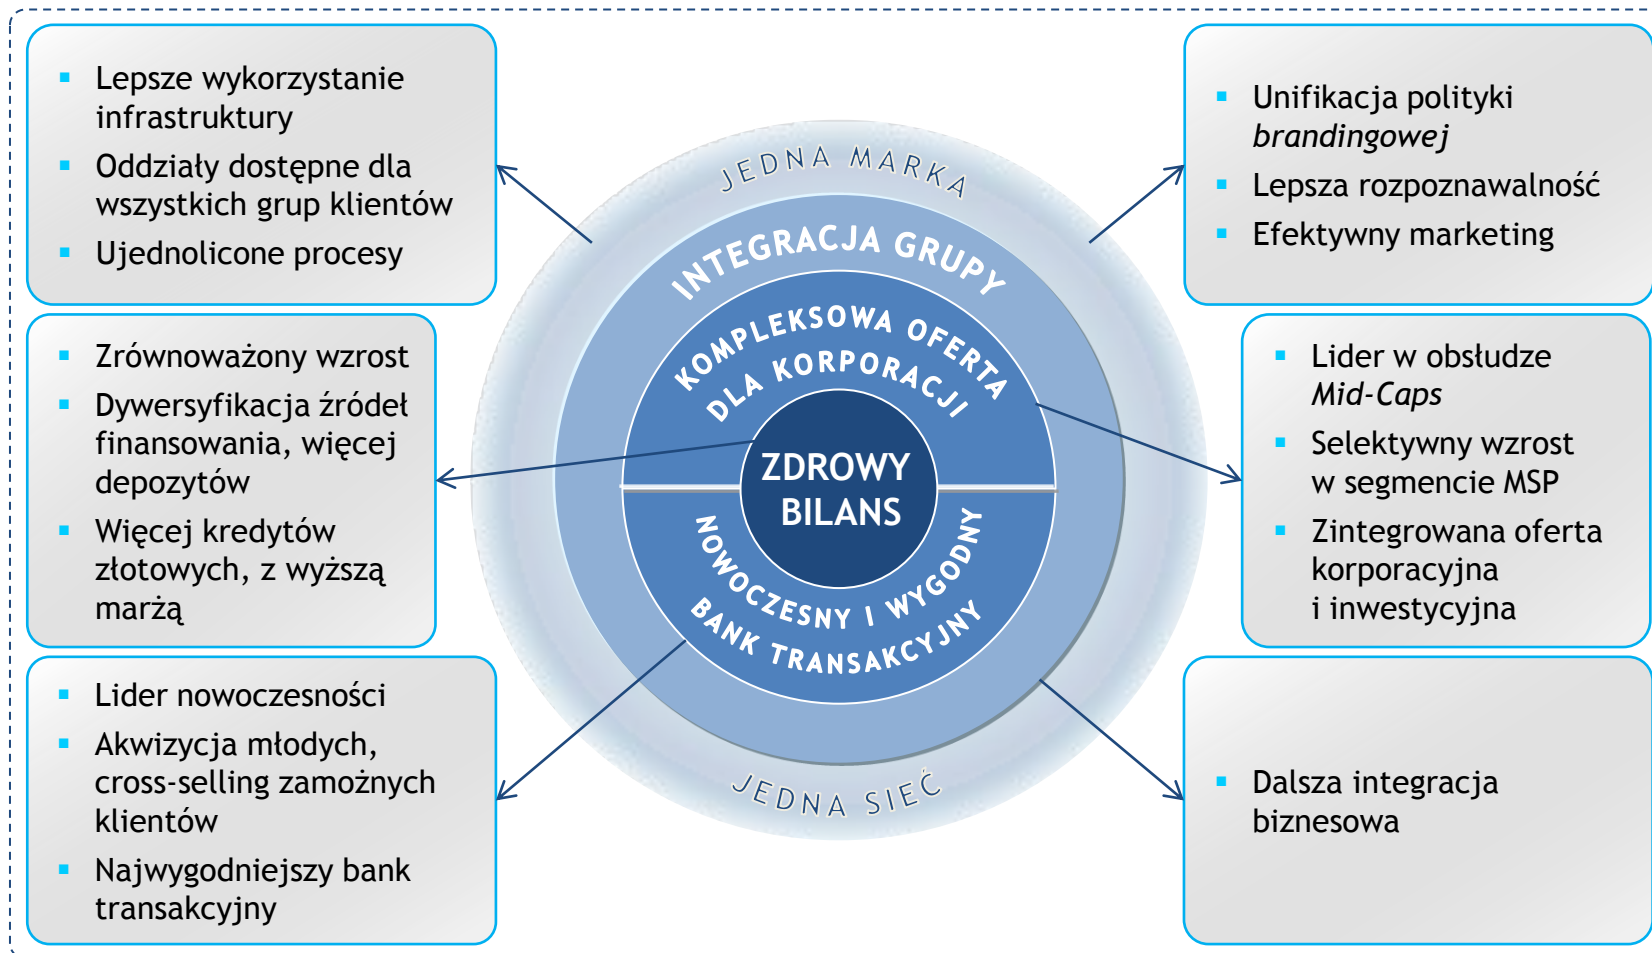 Lepsze wykorzystanie
infrastruktury
Oddziały dostępne dla
wszystkich grup klientów
Ujednolicone procesy
Zrównoważony wzrost
Dywersyfikacja źródeł
finansowania, więcej
depozytów
Więcej kredytów
złotowych, z wyższą
marżą
Lider nowoczesności
Akwizycja młodych,
cross-selling zamożnych
klientów
Najwygodniejszy bank
transakcyjny
JEDNA MARKA
INTEGRACJA GRUPY
KOMPLEKSOWA OFERTA
DLA KORPORACJI
ZDROWY
BILANS
NOWOCZESNY I WYGODNY
BANK TRANSAKCYJNY
JEDNA SIEĆ
Unifikacja polityki
brandingowej
Lepsza rozpoznawalność
Efektywny marketing
Lider w obsłudze
Mid-Caps
Selektywny wzrost
w segmencie MSP
Zintegrowana oferta
korporacyjna
i inwestycyjna
Dalsza integracja
biznesowa